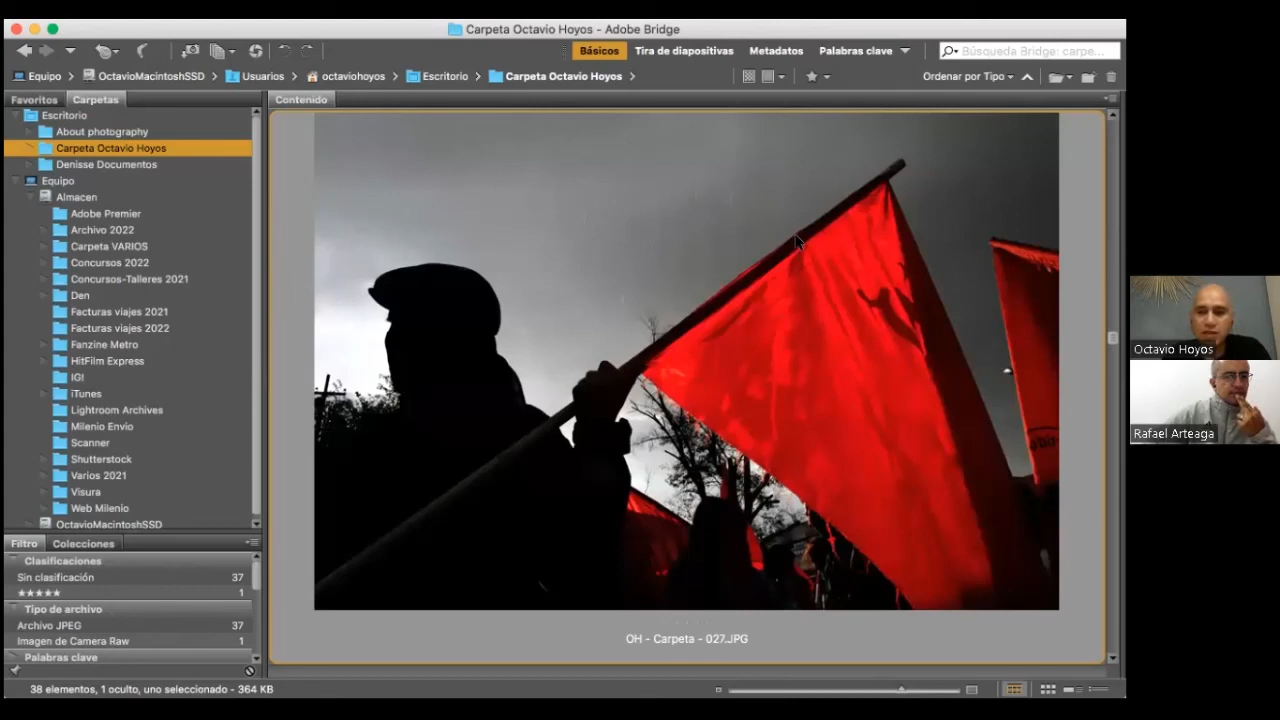 Carpeta Octavio Hoyos - Adobe Bridge
Básicos Tira de diapositivas Metadatos Palabras clave
Búsqueda Bridge: carpe...
Equipo OctavioMacintoshSSD Usuarios octaviohoyos Escritorio Carpeta Octavio Hoyos
Ordenar por Tipo
Favoritos Carpetas
Contenido
Escritorio
About photography
Carpeta Octavio Hoyos
Denisse Documentos
Equipo
Almacen
Adobe Premier
Archivo 2022
Carpeta VARIOS
Concursos 2022
Concursos-Talleres 2021
Den
Facturas viajes 2021
Facturas viajes 2022
Fanzine Metro
HitFilm Express
IG!
iTunes
Lightroom Archives
Milenio Envio
Scanner
Shutterstock
Varios 2021
Visura
Web Milenio
OctavioMacintoshSSD
Filtro Colecciones
Clasificaciones
Sin clasificación 37
★★★★★ 1
Tipo de archivo
Archivo JPEG 37
Imagen de Camera Raw 1
Palabras clave
OH - Carpeta - 027.JPG
38 elementos, 1 oculto, uno seleccionado - 364 KB
Octavio Hoyos
Rafael Arteaga